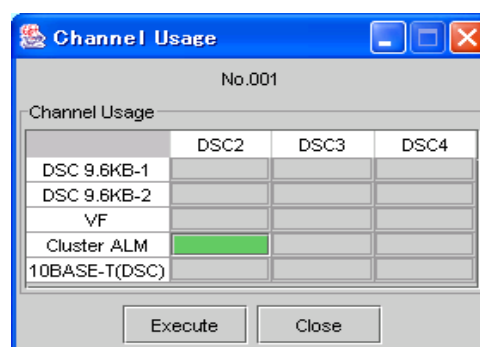 Channel Usage
No.001
Channel Usage
DSC2 DSC3 DSC4
DSC 9.6KB-1
DSC 9.6KB-2
VF
Cluster ALM
10BASE-T(DSC)
Execute Close